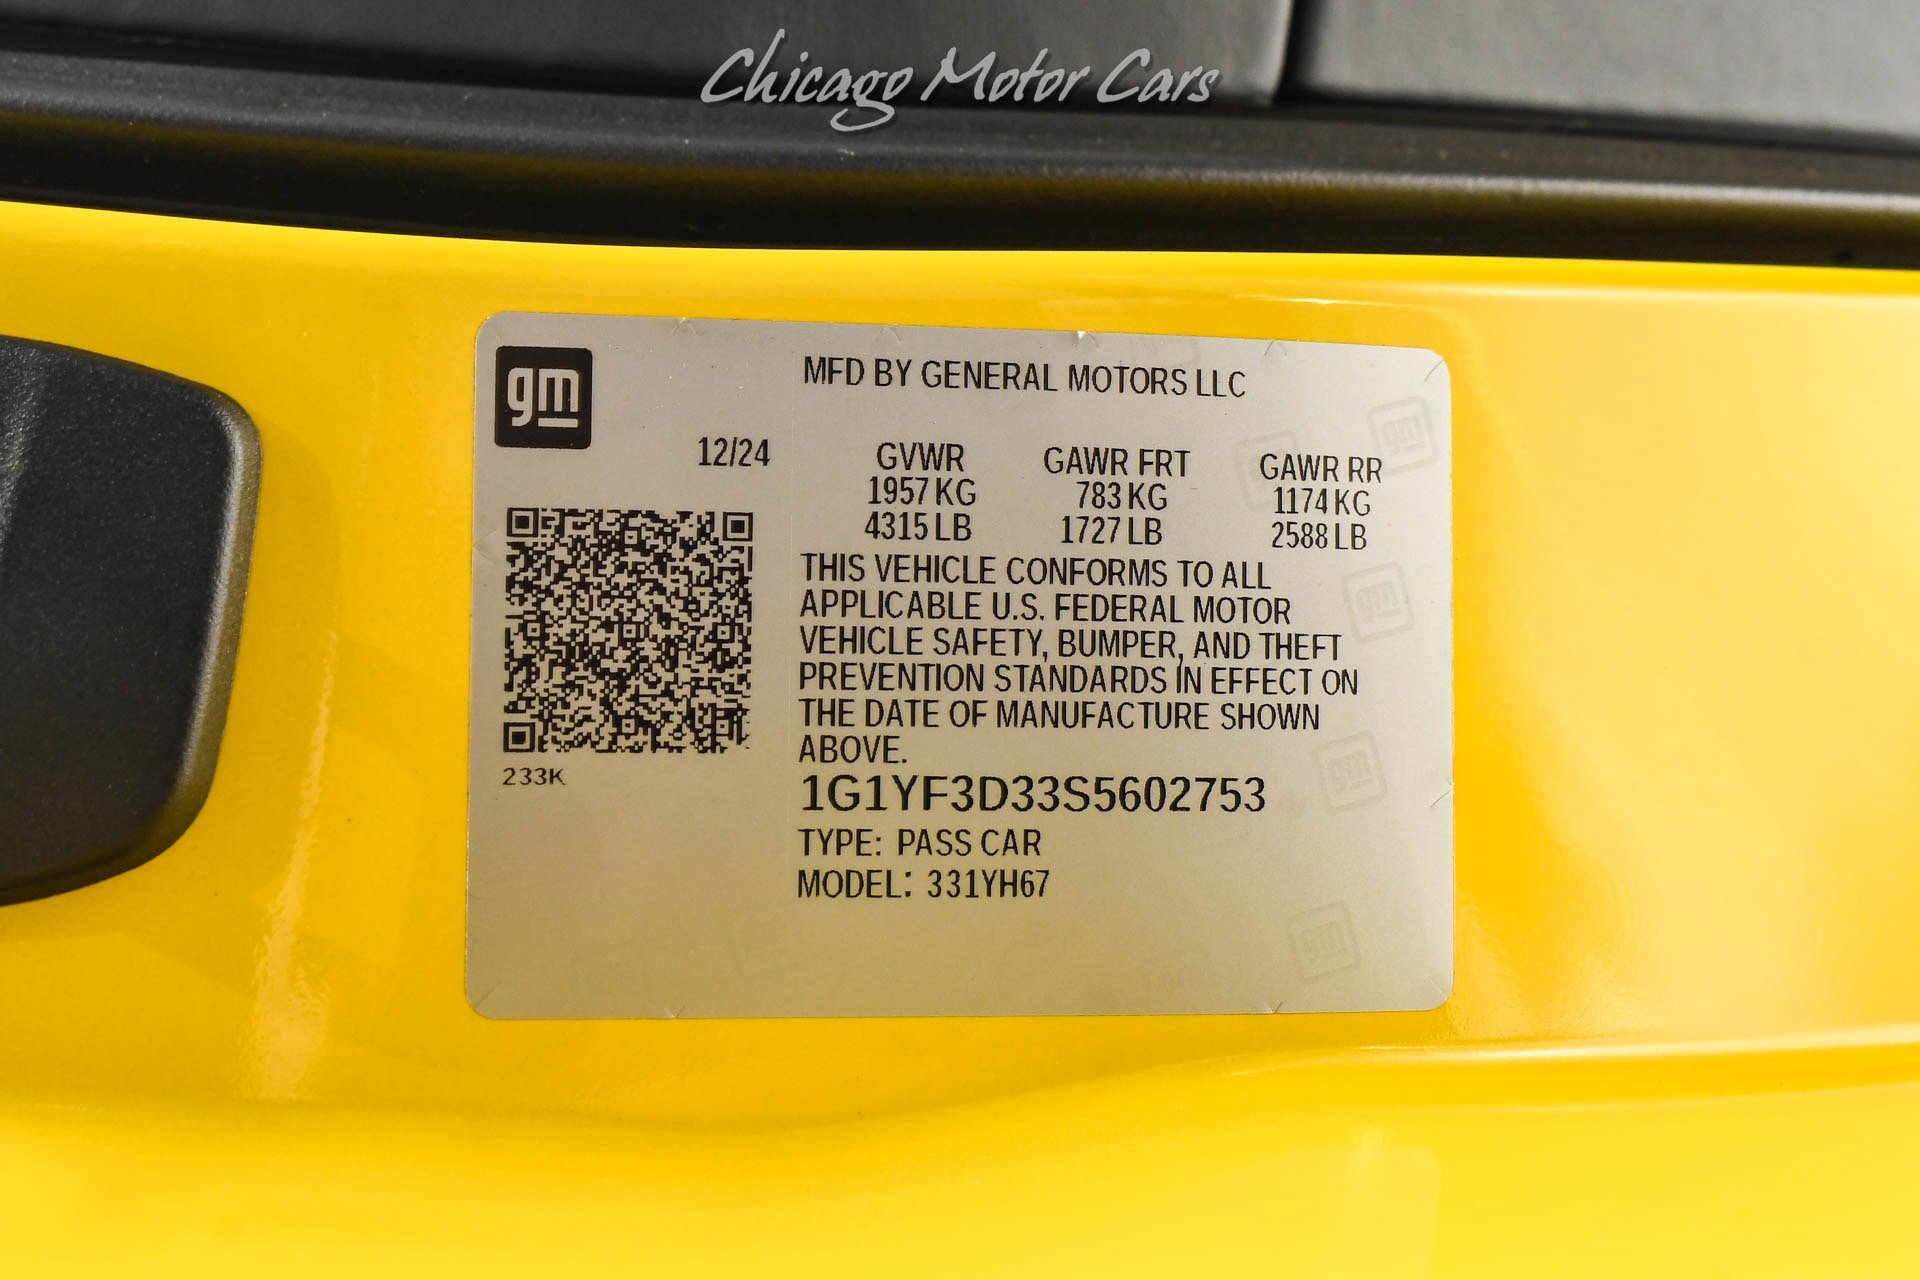 Chicago Motor Cars
gm
MFD BY GENERAL MOTORS LLC
12/24
GVWR GAWR FRT GAWR RR
1957 KG 783 KG 1174 KG
4315 LB 1727 LB 2588 LB
THIS VEHICLE CONFORMS TO ALL
APPLICABLE U.S. FEDERAL MOTOR
VEHICLE SAFETY, BUMPER, AND THEFT
PREVENTION STANDARDS IN EFFECT ON
THE DATE OF MANUFACTURE SHOWN
ABOVE.
233K
1G1YF3D33S5602753
TYPE: PASS CAR
MODEL: 331YH67